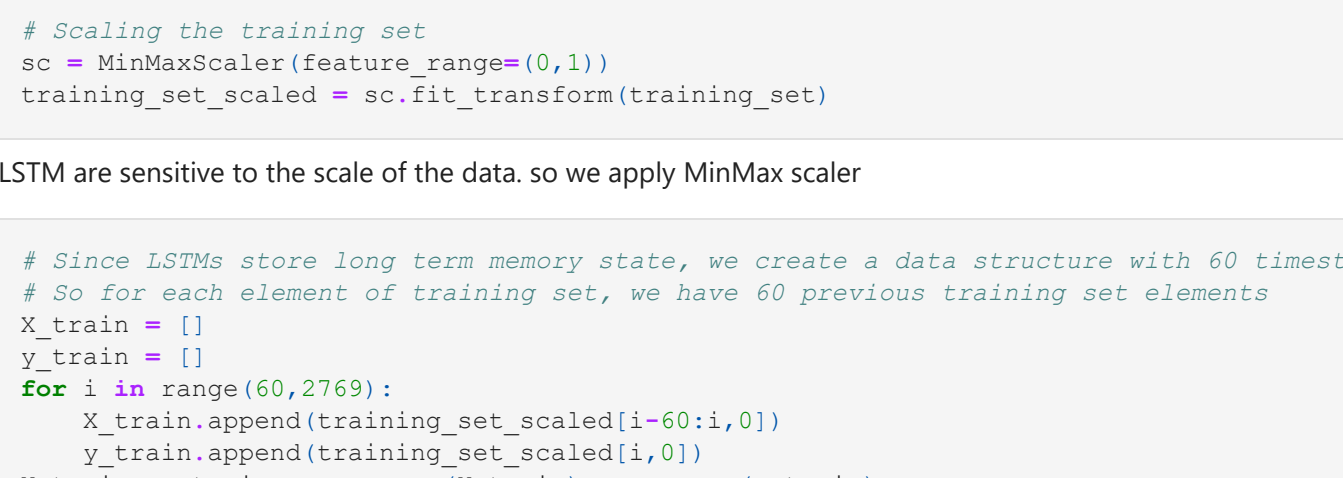 # Scaling the training set
sc = MinMaxScaler(feature_range=(0,1))
training_set_scaled = sc.fit_transform(training_set)
LSTM are sensitive to the scale of the data. so we apply MinMax scaler
# Since LSTMs store long term memory state, we create a data structure with 60 timest
# So for each element of training set, we have 60 previous training set elements
X_train = []
y_train = []
for i in range(60,2769):
    X_train.append(training_set_scaled[i-60:i,0])
    y_train.append(training_set_scaled[i,0])